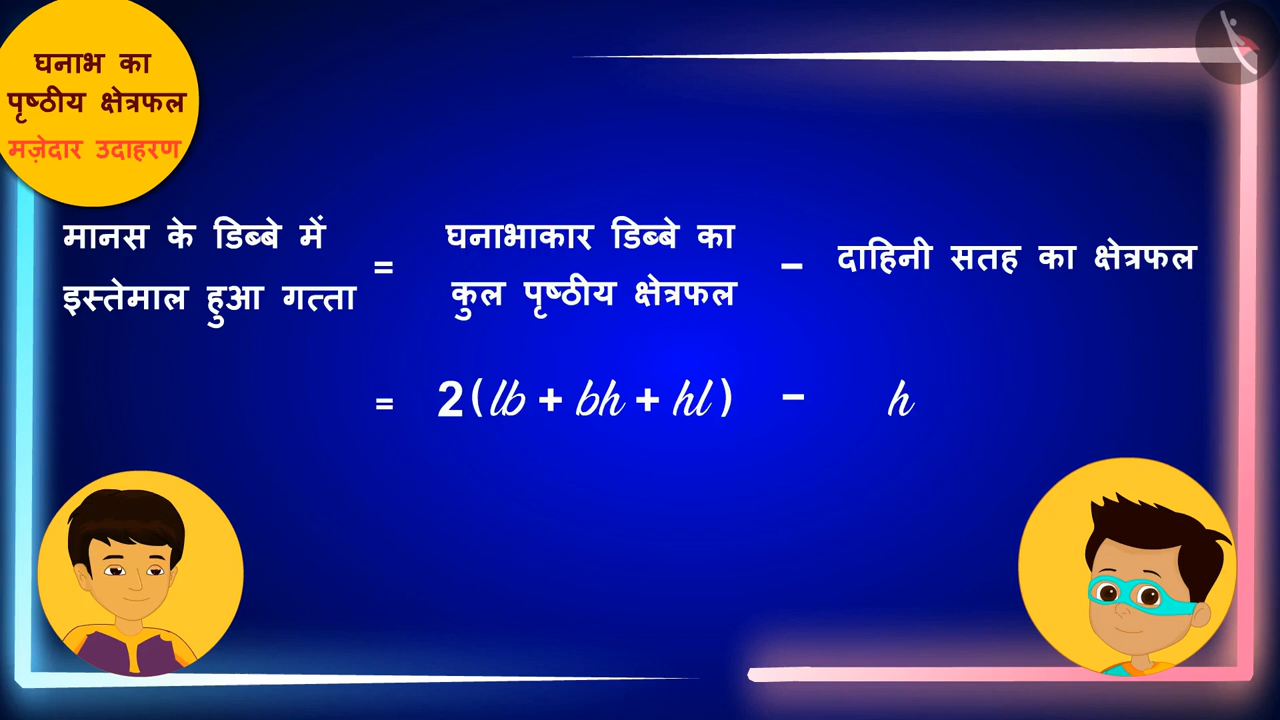 घनाभ का
पृष्ठीय क्षेत्रफल
मज़ेदार उदाहरण
मानस के डिब्बे में
इस्तेमाल हुआ गत्ता
=
घनाभाकार डिब्बे का
कुल पृष्ठीय क्षेत्रफल
–
दाहिनी सतह का क्षेत्रफल
= 2(lb + bh + hl) – h